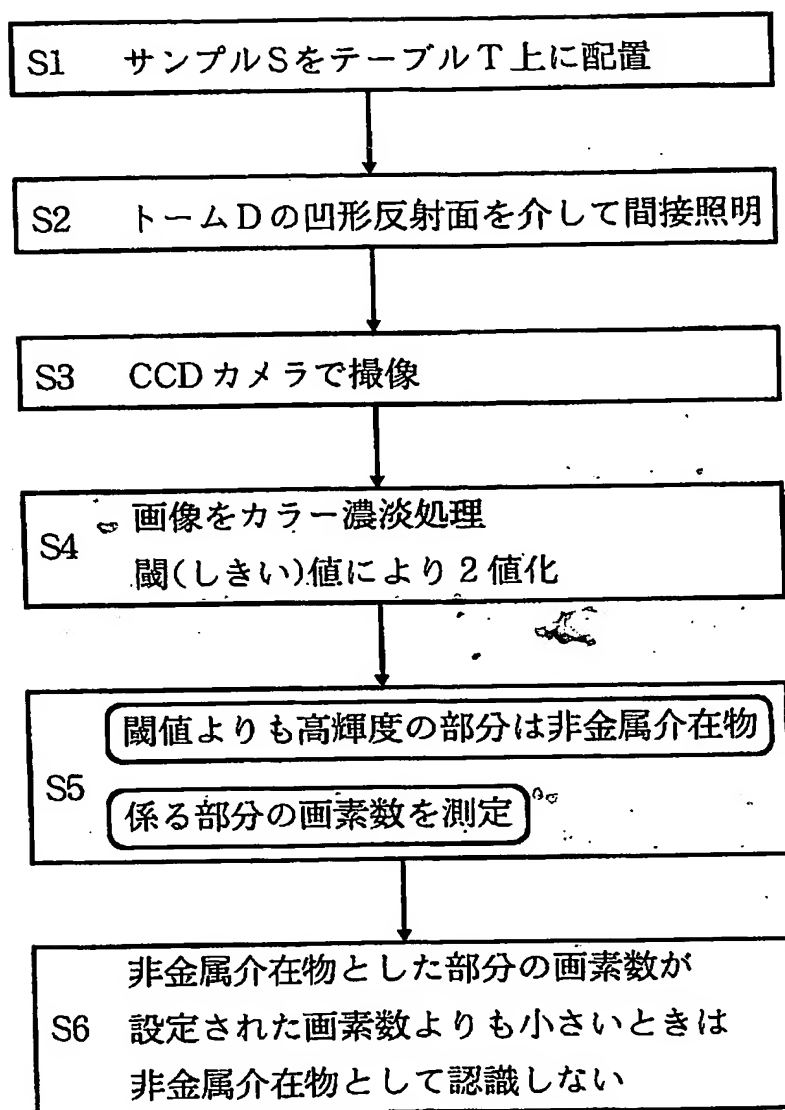 S1 サンプルSをテーブルT上に配置
S2 トームDの凹形反射面を介して間接照明
S3 CCDカメラで撮像
S4 画像をカラー濃淡処理
閾(しきい)値により2値化
S5 閾値よりも高輝度の部分は非金属介在物
係る部分の画素数を測定
S6 非金属介在物とした部分の画素数が
設定された画素数よりも小さいときは
非金属介在物として認識しない